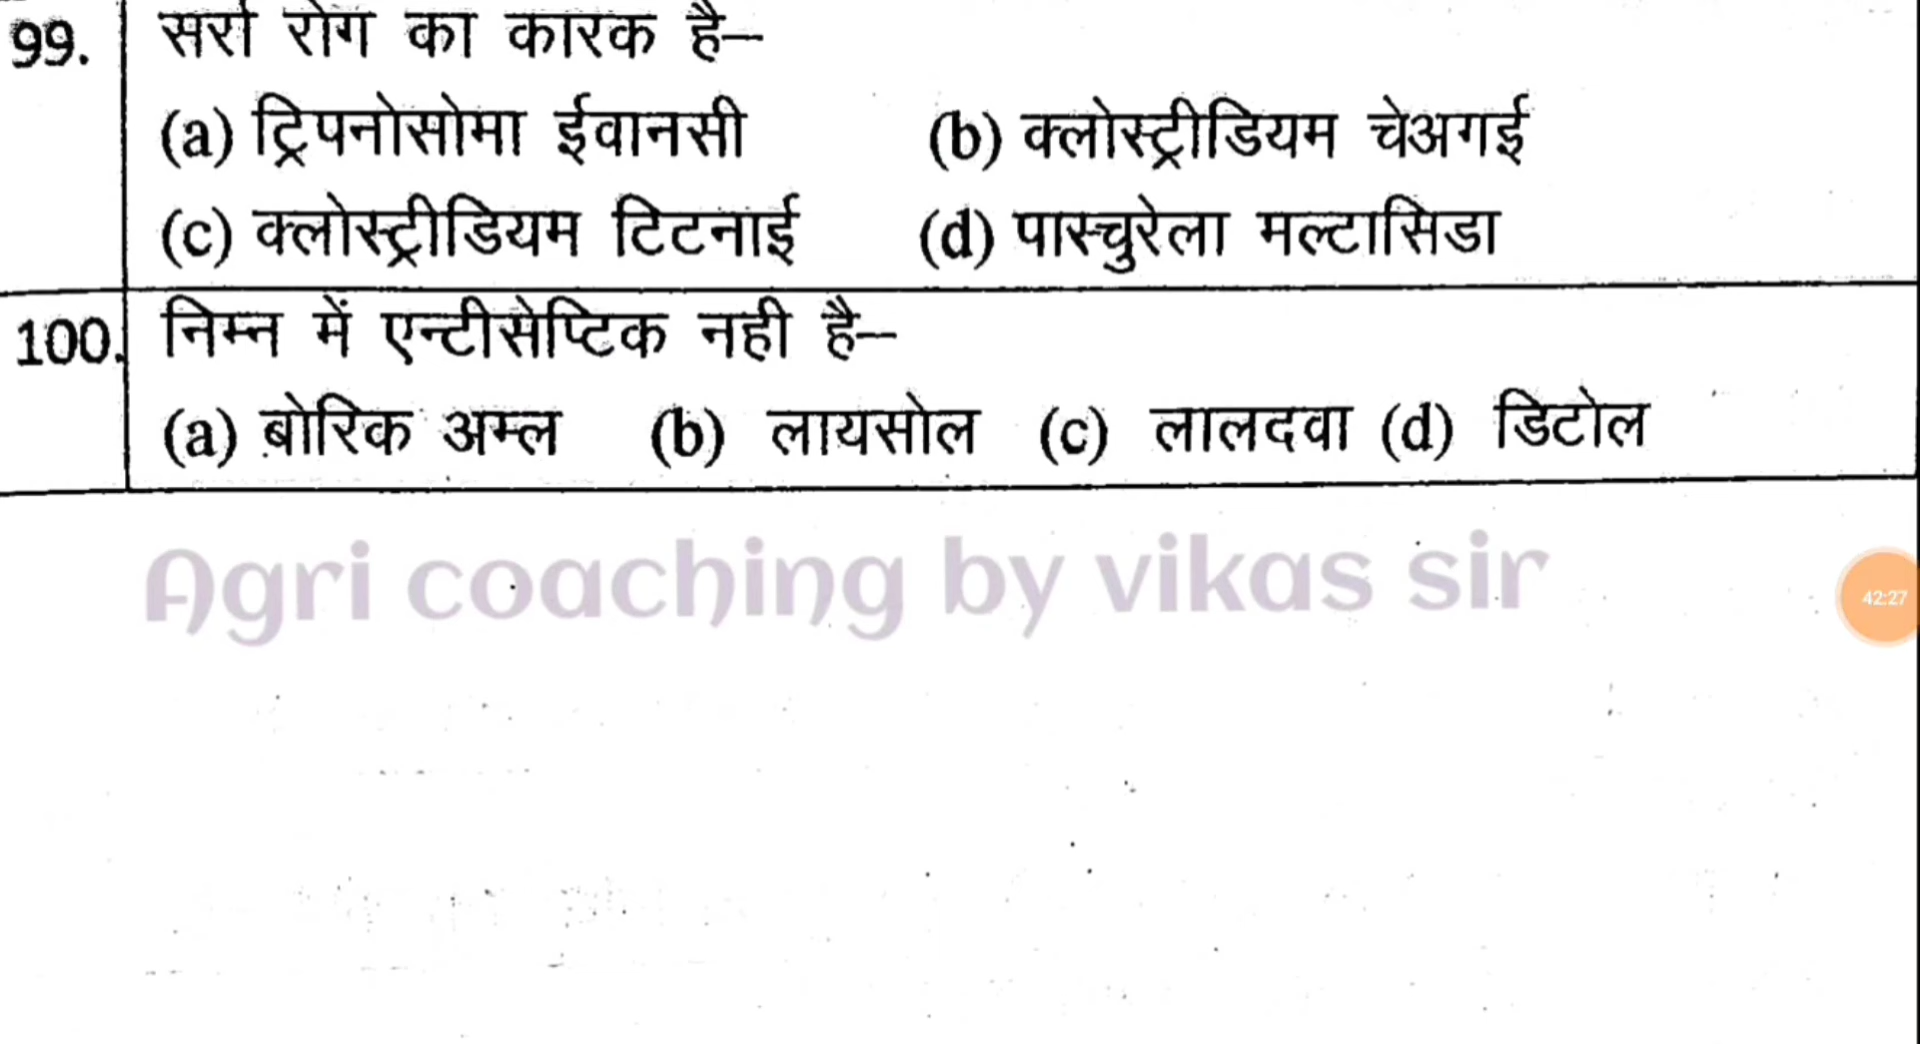 99. सर्रा रोग का कारक है–
(a) ट्रिपनोसोमा ईवानसी (b) क्लोस्ट्रीडियम चेअगई
(c) क्लोस्ट्रीडियम टिटनाई (d) पास्चुरेला मल्टासिडा
100. निम्न में एन्टीसेप्टिक नही है–
(a) बोरिक अम्ल (b) लायसोल (c) लालदवा (d) डिटोल
Agri coaching by vikas sir
42:27